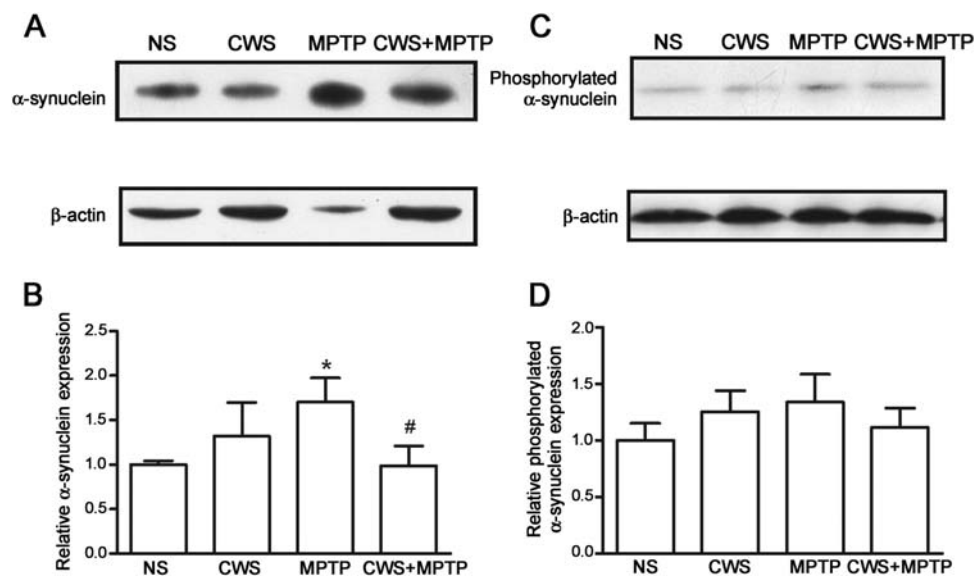 A
NS CWS MPTP CWS+MPTP
α-synuclein
β-actin
C
NS CWS MPTP CWS+MPTP
Phosphorylated
α-synuclein
β-actin
B
Relative α-synuclein expression
2.5
2.0
1.5
1.0
0.5
0.0
*
#
NS CWS MPTP CWS+MPTP
D
Relative phosphorylated
α-synuclein expression
2.0
1.5
1.0
0.5
0.0
NS CWS MPTP CWS+MPTP